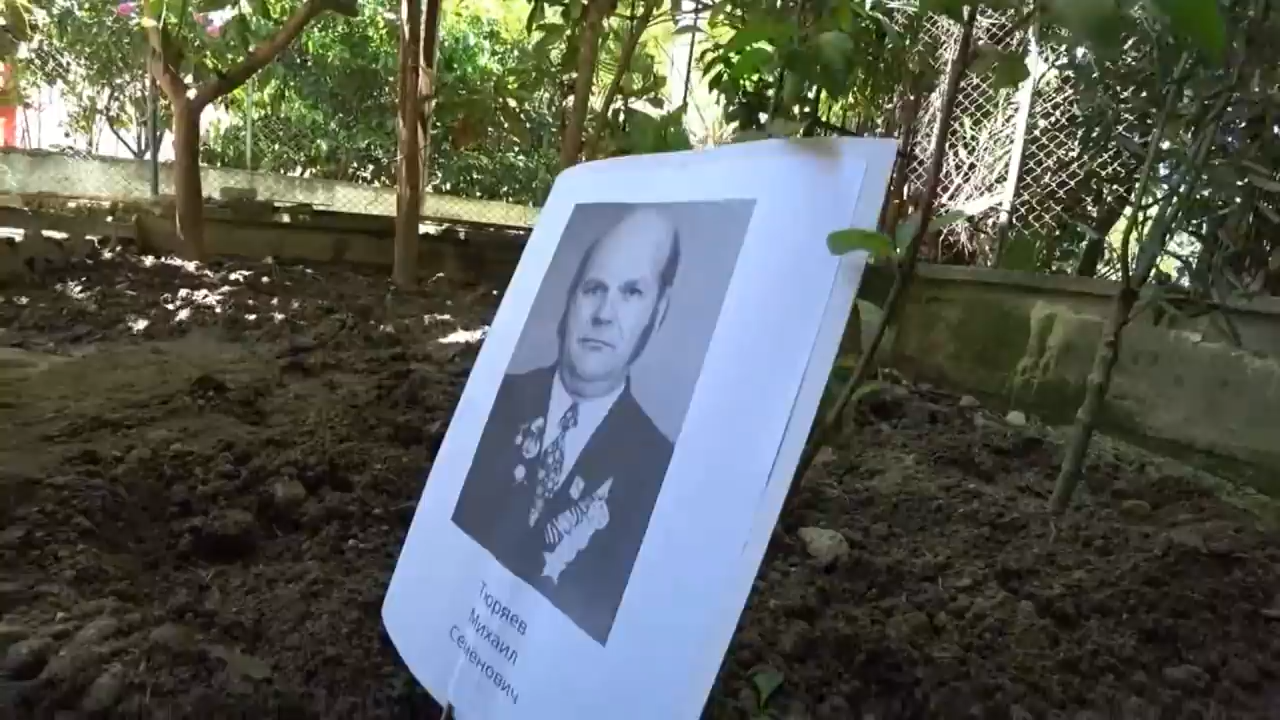 Тюряев
Михаил
Семенович